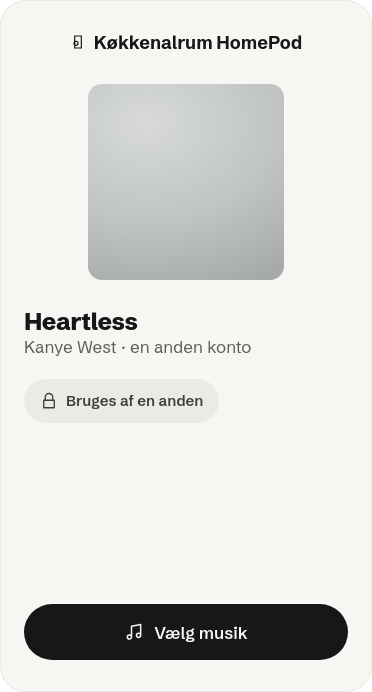 Køkkenalrum HomePod
Heartless
Kanye West · en anden konto
Bruges af en anden
Vælg musik